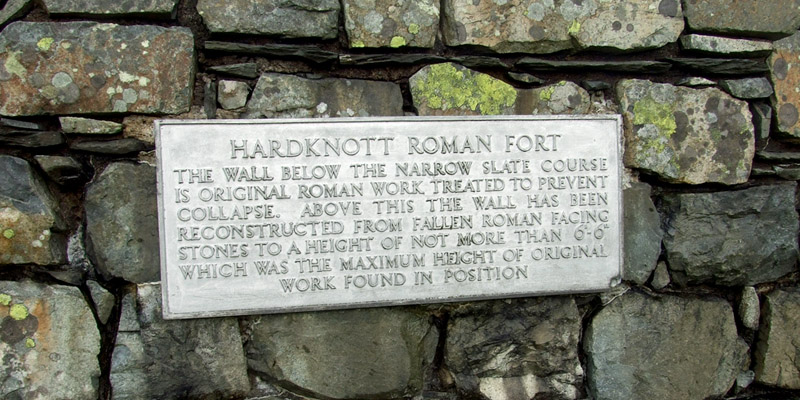 HARDKNOTT ROMAN FORT
THE WALL BELOW THE NARROW SLATE COURSE
IS ORIGINAL ROMAN WORK TREATED TO PREVENT
COLLAPSE. ABOVE THIS THE WALL HAS BEEN
RECONSTRUCTED FROM FALLEN ROMAN FACING
STONES TO A HEIGHT OF NOT MORE THAN 6'-6"
WHICH WAS THE MAXIMUM HEIGHT OF ORIGINAL
WORK FOUND IN POSITION